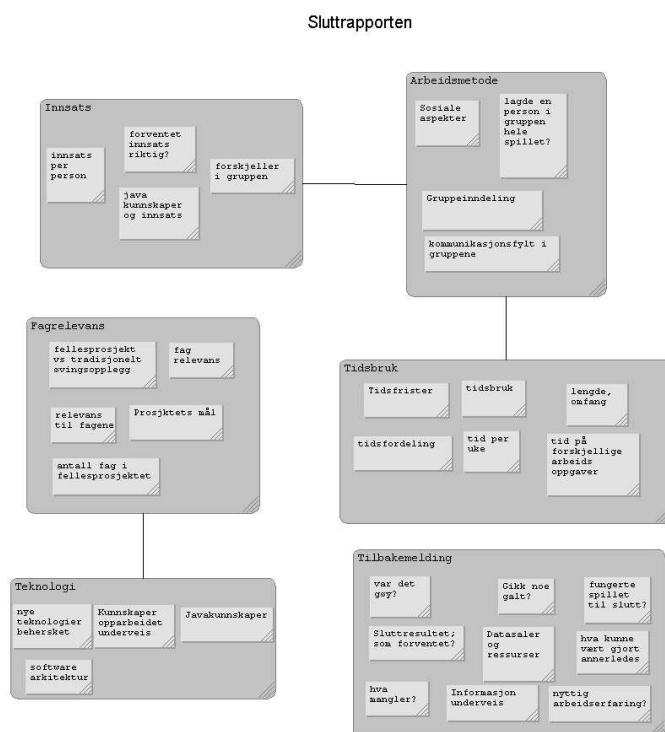 Sluttrapporten
Innsats
innsats
per
person
forventet
innsats
riktig?
java
kunnskaper
og innsats
forskjeller
i gruppen
Arbeidsmetode
Sosiale
aspekter
lagde en
person i
gruppen
hele
spillet?
Gruppeinndeling
kommunikasjonsfylt i
gruppene
Fagrelevans
fellesprosjekt
vs tradisjonelt
øvingsopplegg
fag
relevans
relevans
til fagene
Prosjktets mål
antall fag i
fellesprosjektet
Tidsbruk
Tidsfrister
tidsbruk
lengde,
omfang
tidsfordeling
tid per
uke
tid på
forskjellige
arbeids
oppgaver
Teknologi
nye
teknologier
behersket
Kunnskaper
opparbeidet
underveis
Javakunnskaper
software
arkitektur
Tilbakemelding
var det
gøy?
Gikk noe
galt?
fungerte
spillet
til slutt?
Sluttresultet;
som forventet?
Datasaler
og
ressurser
hva kunne
vært gjort
annerledes
hva
mangler?
Informasjon
underveis
nyttig
arbeidserfaring?